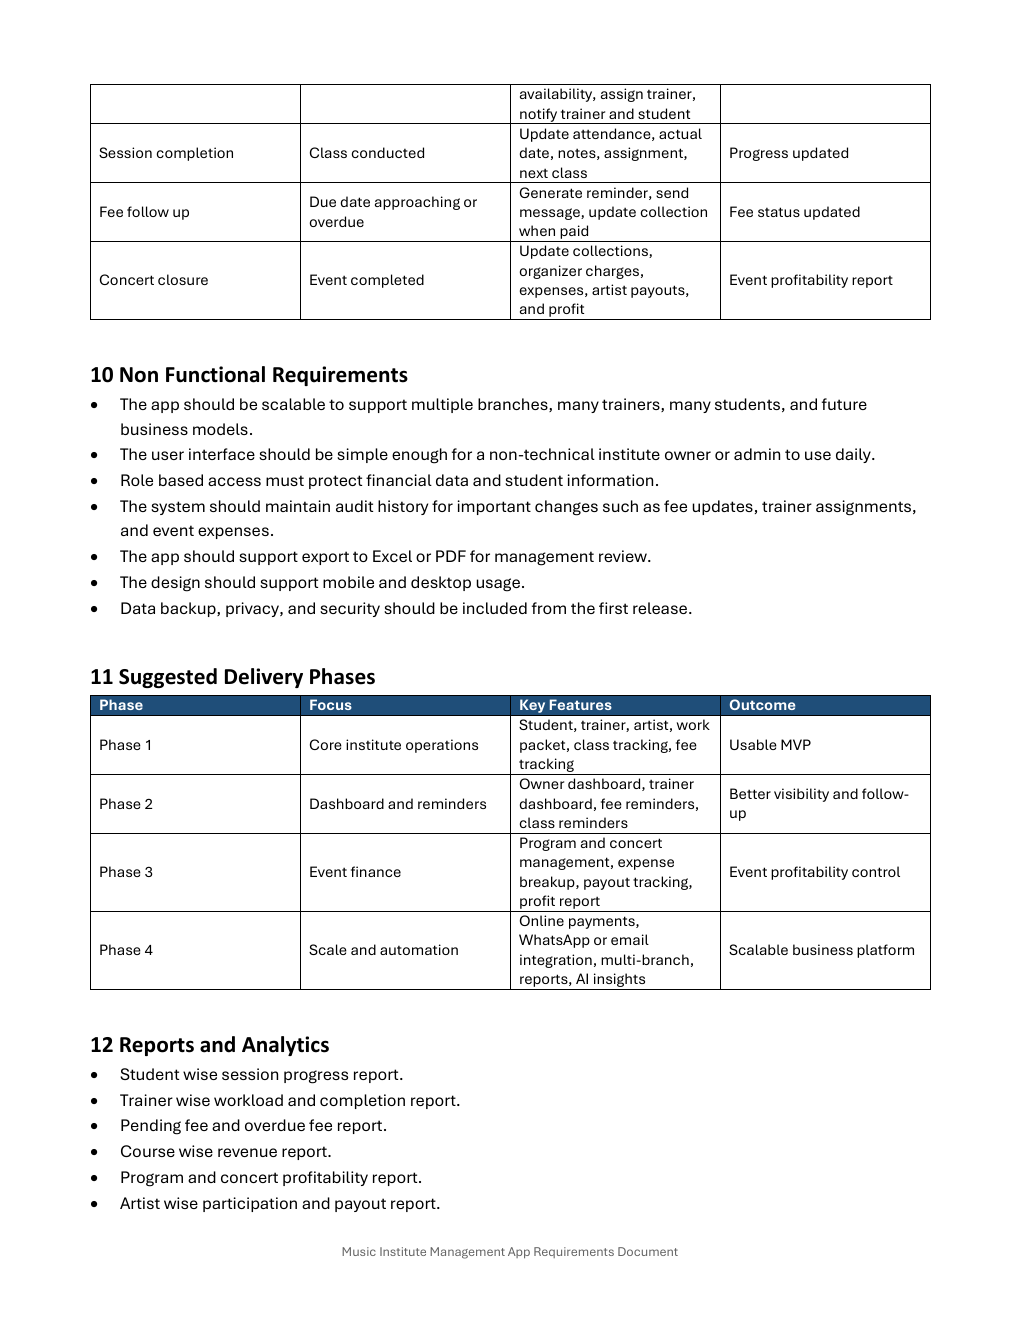 availability, assign trainer,
notify trainer and student
Session completion
Class conducted
Update attendance, actual
date, notes, assignment,
next class
Progress updated
Fee follow up
Due date approaching or
overdue
Generate reminder, send
message, update collection
when paid
Fee status updated
Concert closure
Event completed
Update collections,
organizer charges,
expenses, artist payouts,
and profit
Event profitability report
10 Non Functional Requirements
• The app should be scalable to support multiple branches, many trainers, many students, and future
business models.
• The user interface should be simple enough for a non-technical institute owner or admin to use daily.
• Role based access must protect financial data and student information.
• The system should maintain audit history for important changes such as fee updates, trainer assignments,
and event expenses.
• The app should support export to Excel or PDF for management review.
• The design should support mobile and desktop usage.
• Data backup, privacy, and security should be included from the first release.
11 Suggested Delivery Phases
Phase
Focus
Key Features
Outcome
Phase 1
Core institute operations
Student, trainer, artist, work
packet, class tracking, fee
tracking
Usable MVP
Phase 2
Dashboard and reminders
Owner dashboard, trainer
dashboard, fee reminders,
class reminders
Better visibility and follow-
up
Phase 3
Event finance
Program and concert
management, expense
breakup, payout tracking,
profit report
Event profitability control
Phase 4
Scale and automation
Online payments,
WhatsApp or email
integration, multi-branch,
reports, AI insights
Scalable business platform
12 Reports and Analytics
• Student wise session progress report.
• Trainer wise workload and completion report.
• Pending fee and overdue fee report.
• Course wise revenue report.
• Program and concert profitability report.
• Artist wise participation and payout report.
Music Institute Management App Requirements Document